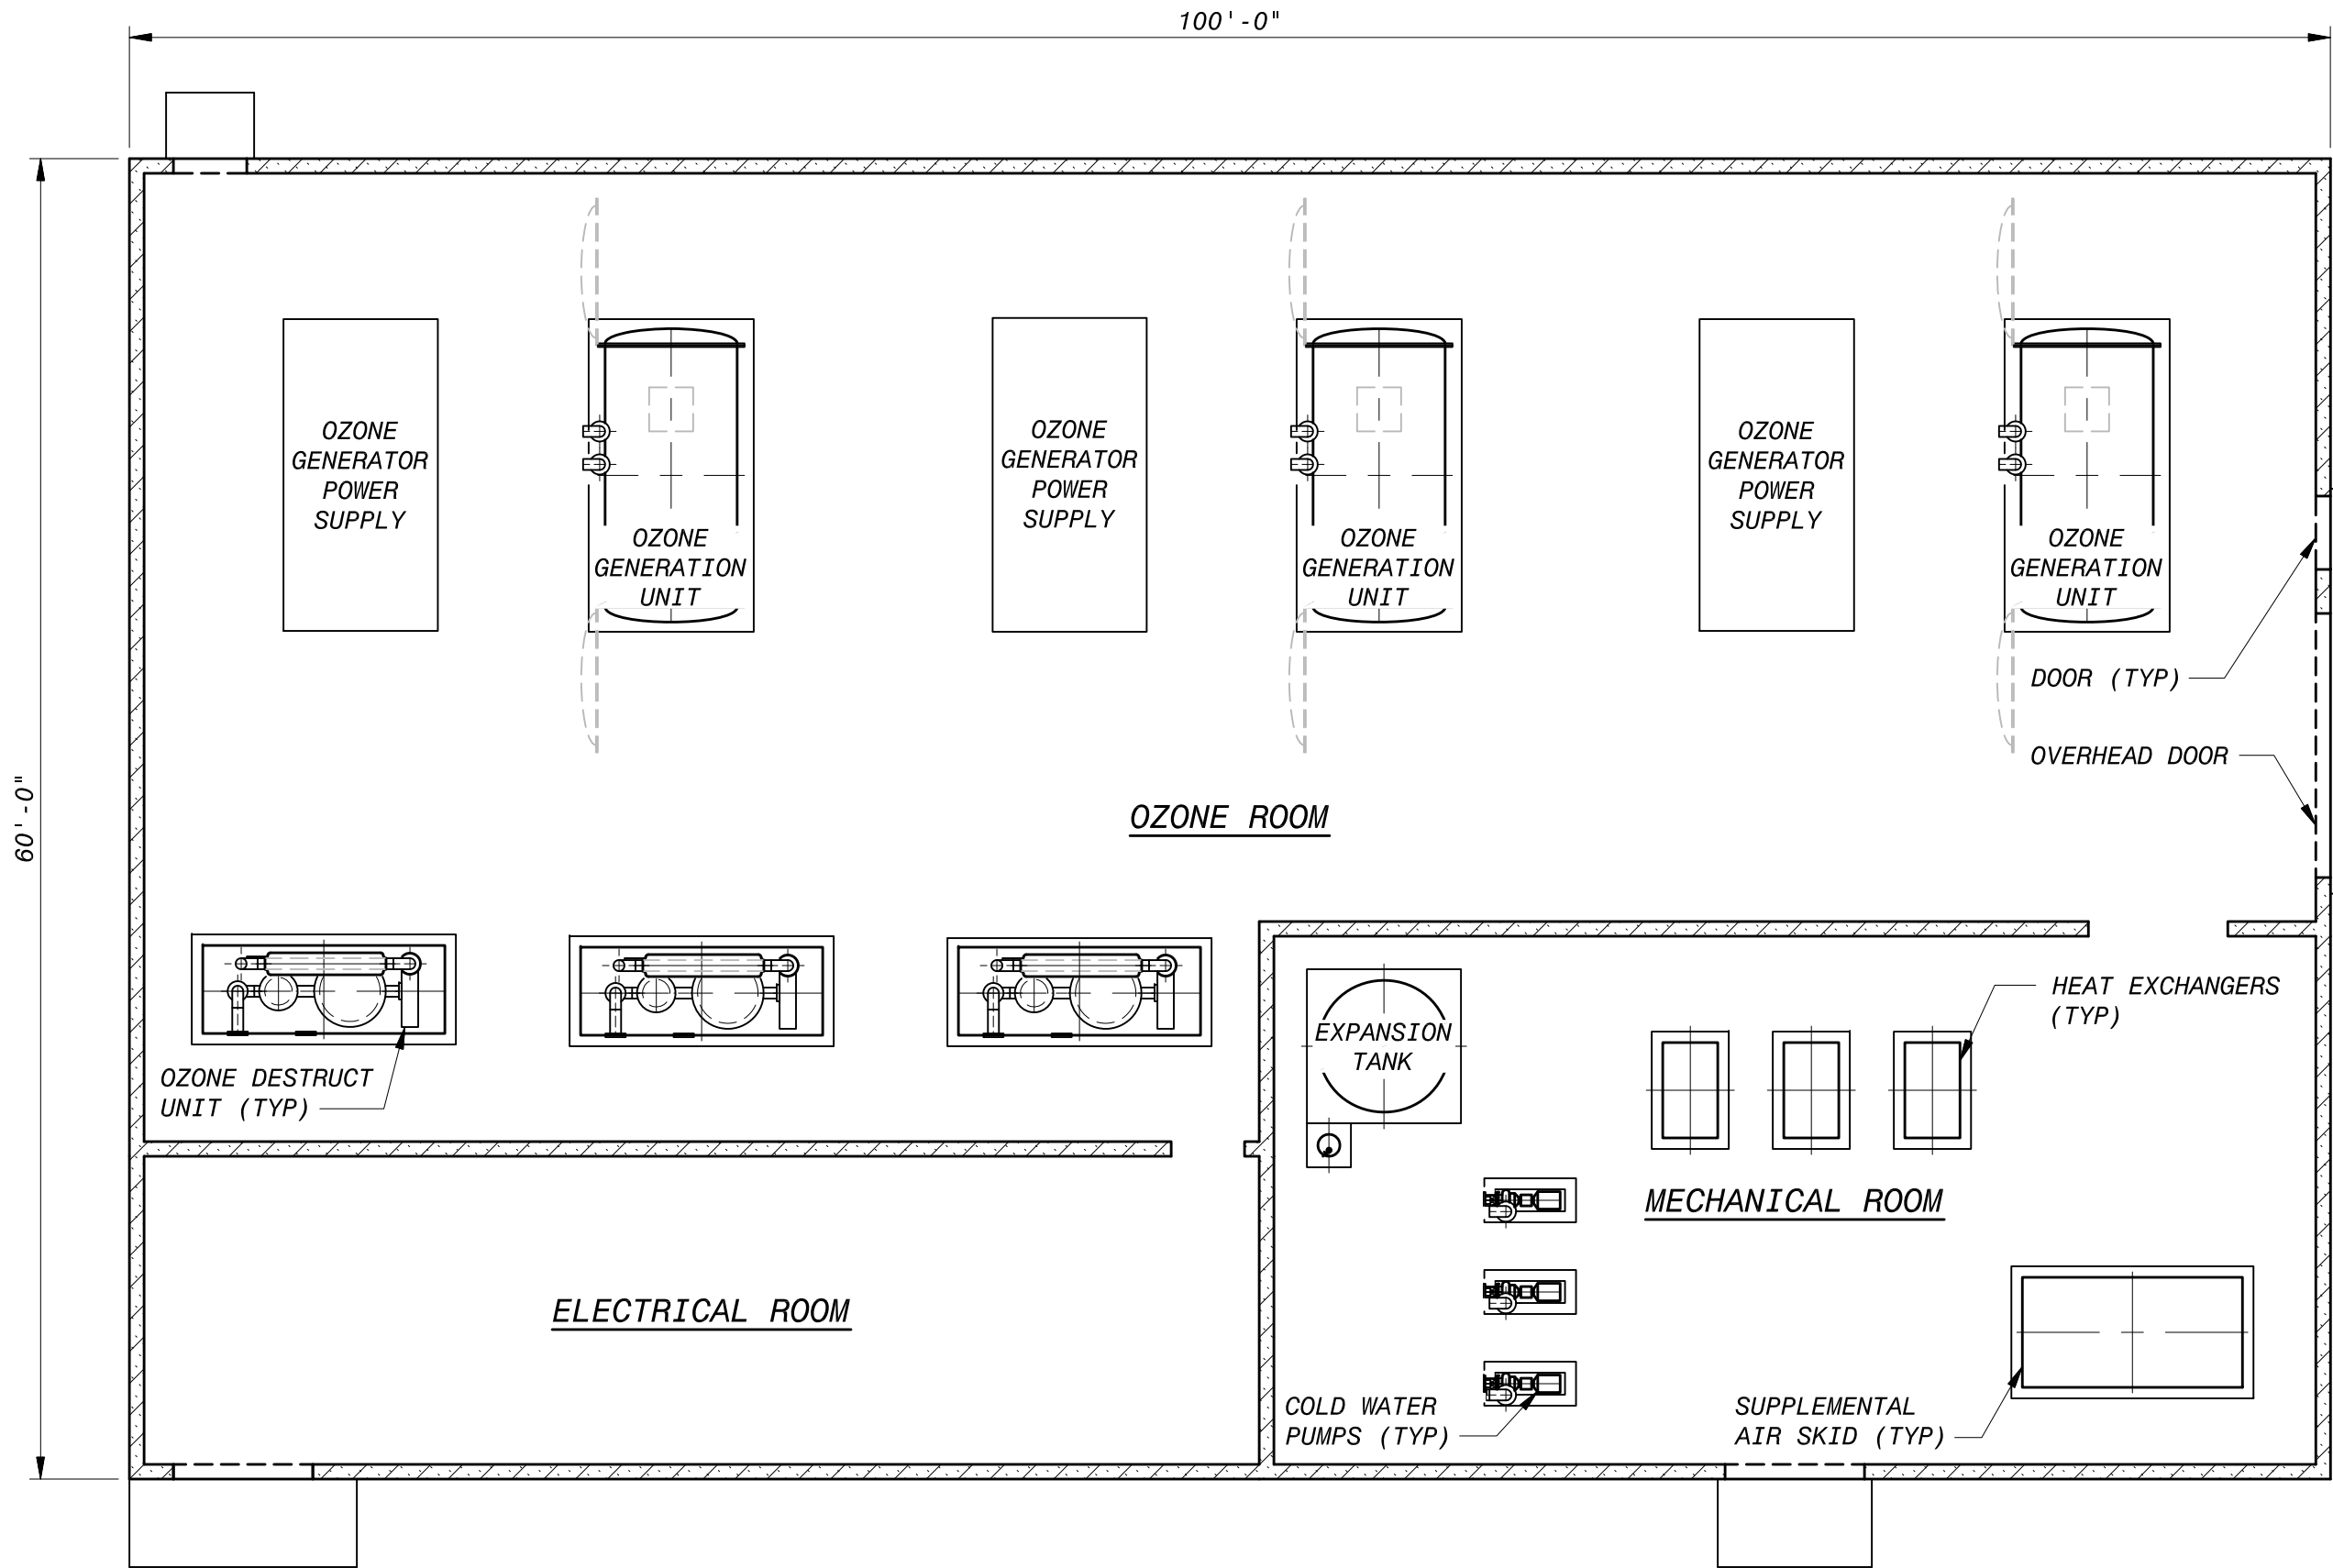 100'-0"
60'-0"
OZONE
GENERATOR
POWER
SUPPLY
OZONE
GENERATION
UNIT
OZONE
GENERATOR
POWER
SUPPLY
OZONE
GENERATION
UNIT
OZONE
GENERATOR
POWER
SUPPLY
OZONE
GENERATION
UNIT
DOOR (TYP)
OVERHEAD DOOR
OZONE ROOM
OZONE DESTRUCT
UNIT (TYP)
EXPANSION
TANK
HEAT EXCHANGERS
(TYP)
MECHANICAL ROOM
ELECTRICAL ROOM
COLD WATER
PUMPS (TYP)
SUPPLEMENTAL
AIR SKID (TYP)